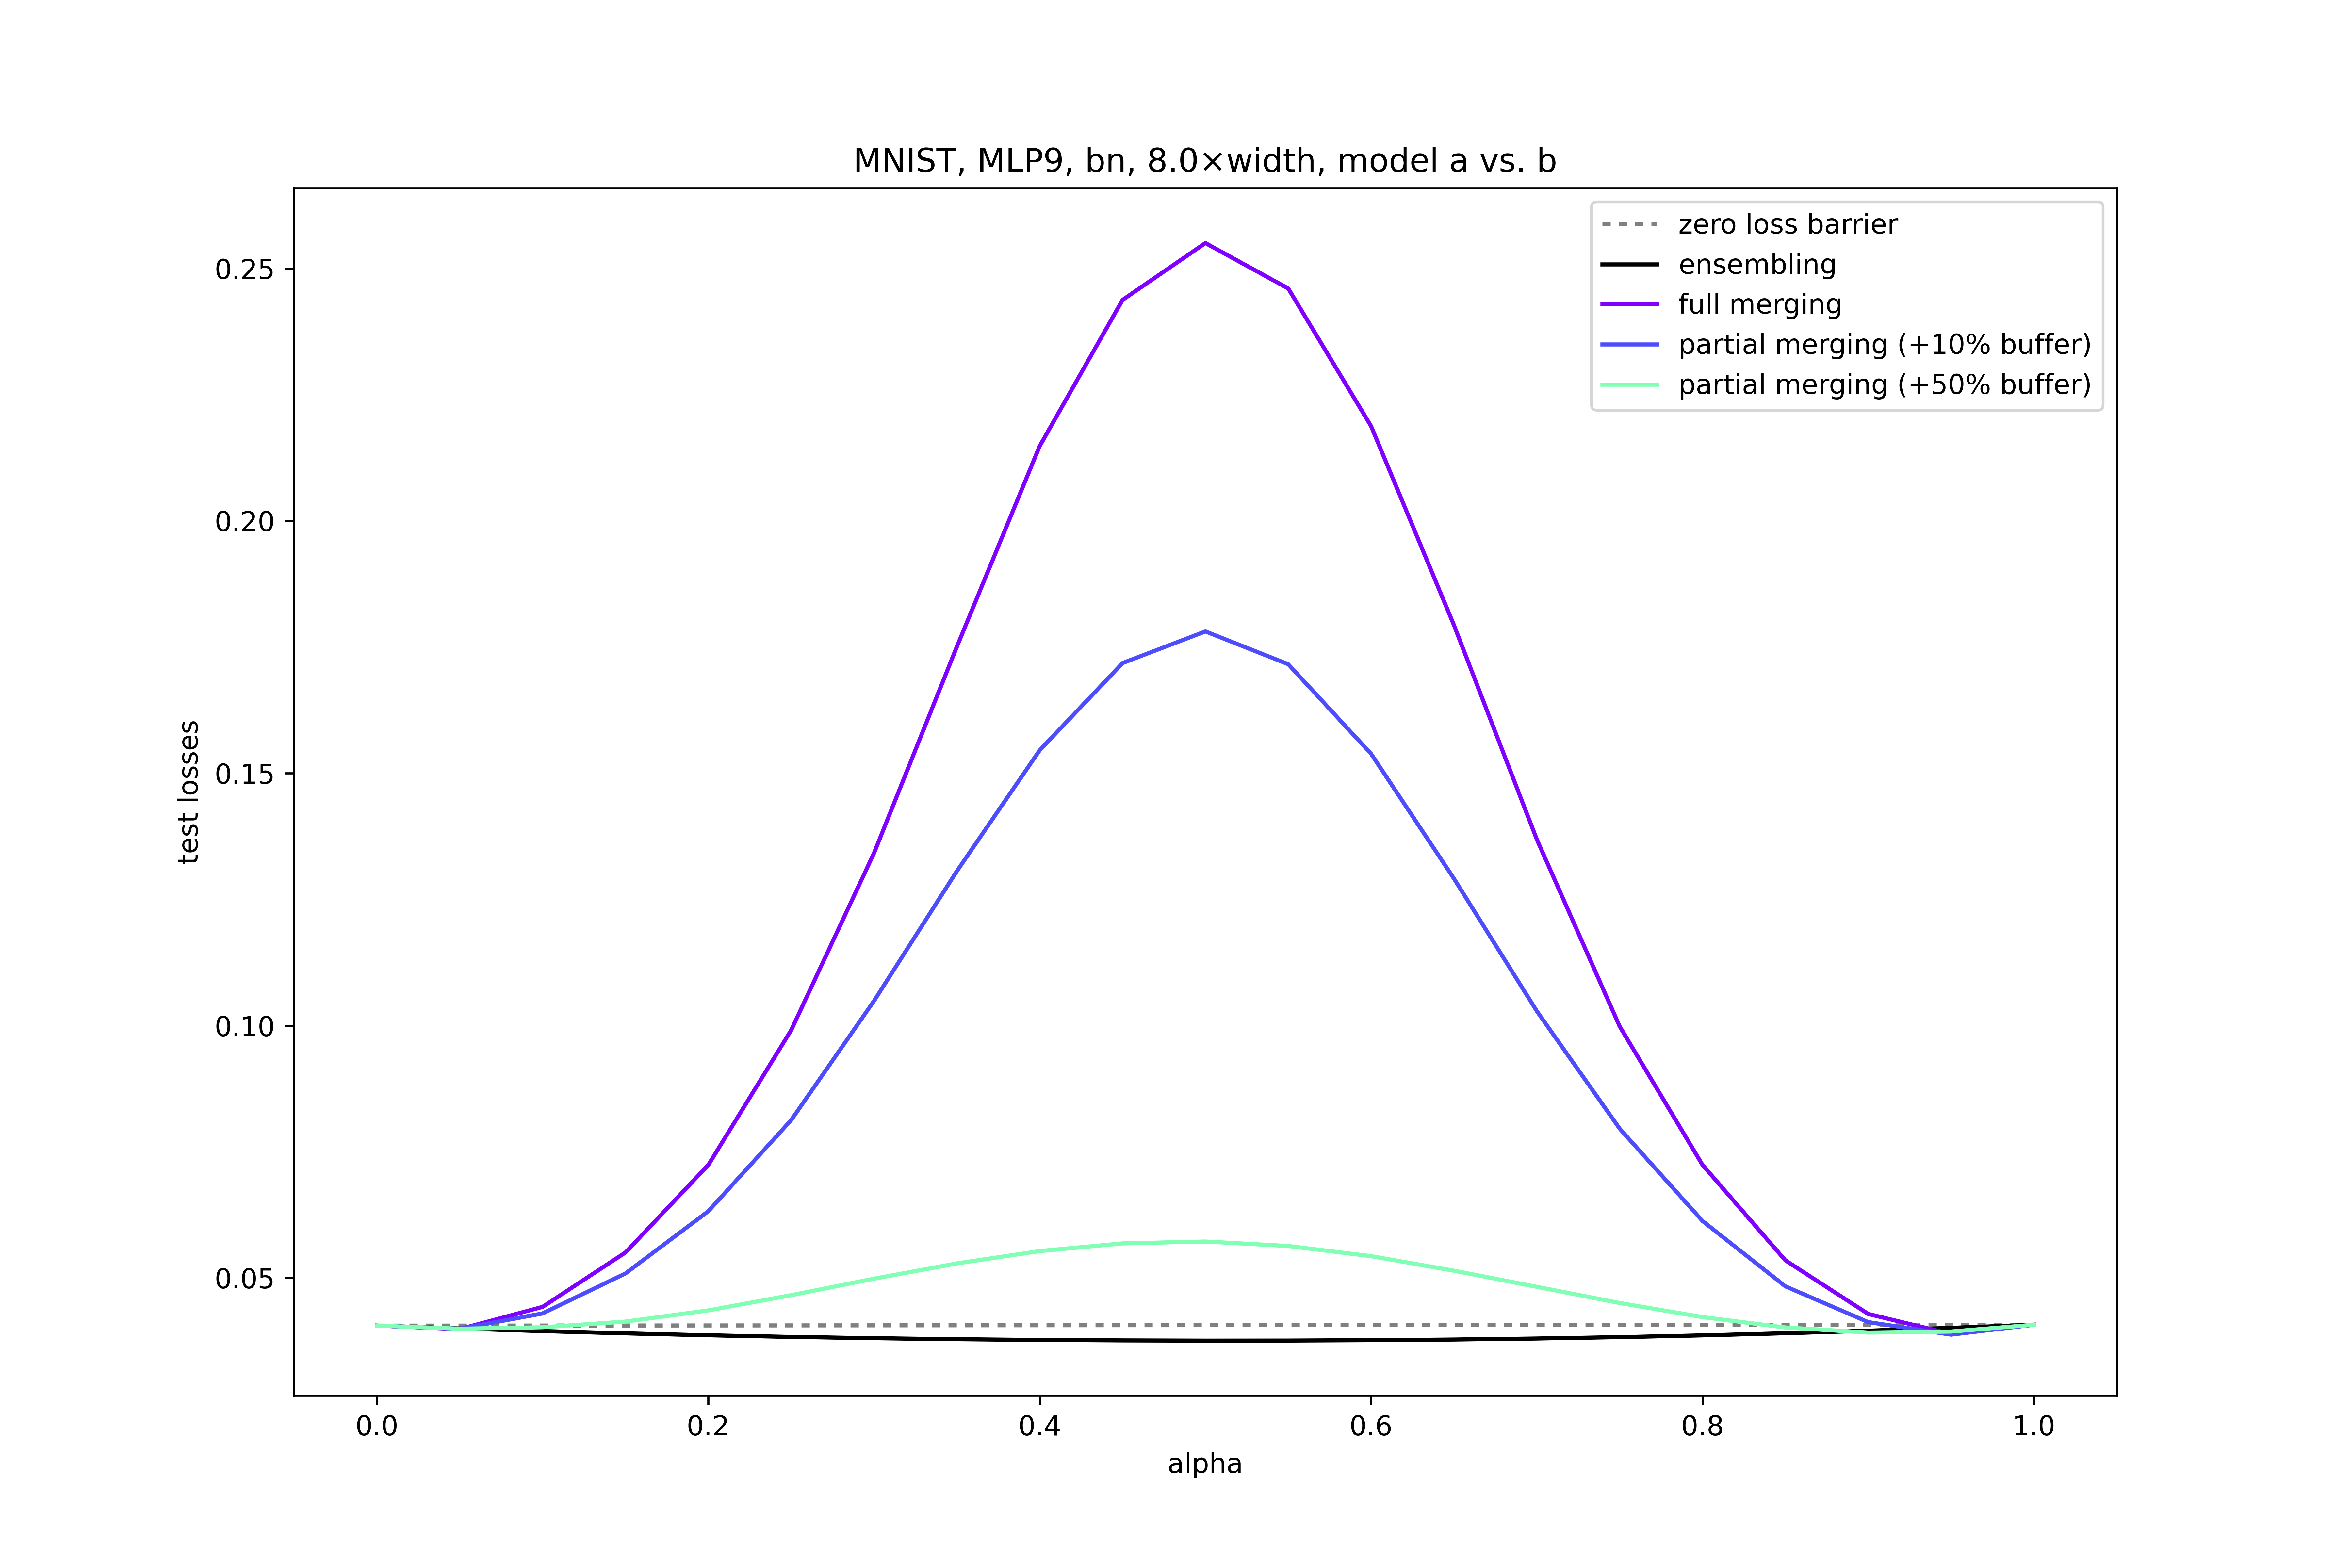 MNIST, MLP9, bn, 8.0×width, model a vs. b
zero loss barrier
ensembling
full merging
partial merging (+10% buffer)
partial merging (+50% buffer)
test losses
0.25
0.20
0.15
0.10
0.05
0.0 0.2 0.4 0.6 0.8 1.0
alpha